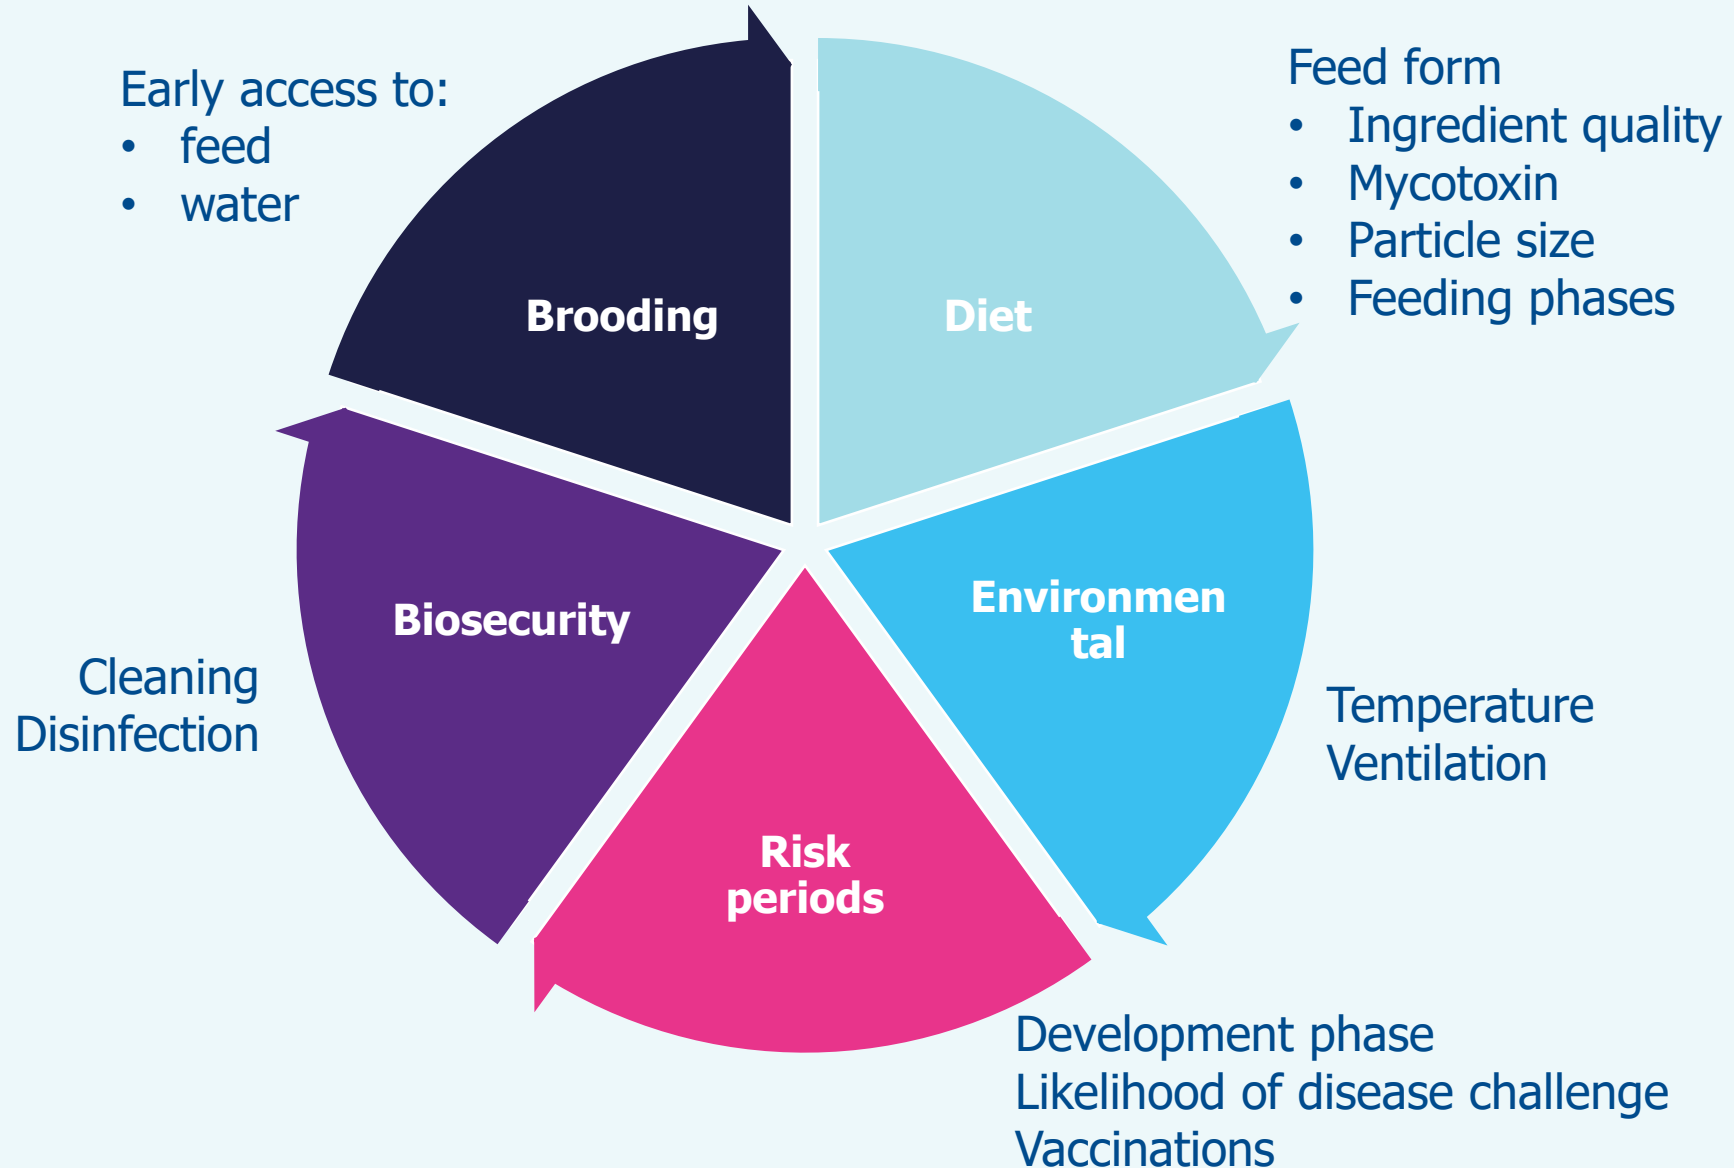 Early access to:
• feed
• water
Feed form
• Ingredient quality
• Mycotoxin
• Particle size
• Feeding phases
Brooding
Diet
Environmen
tal
Biosecurity
Cleaning
Disinfection
Temperature
Ventilation
Risk
periods
Development phase
Likelihood of disease challenge
Vaccinations